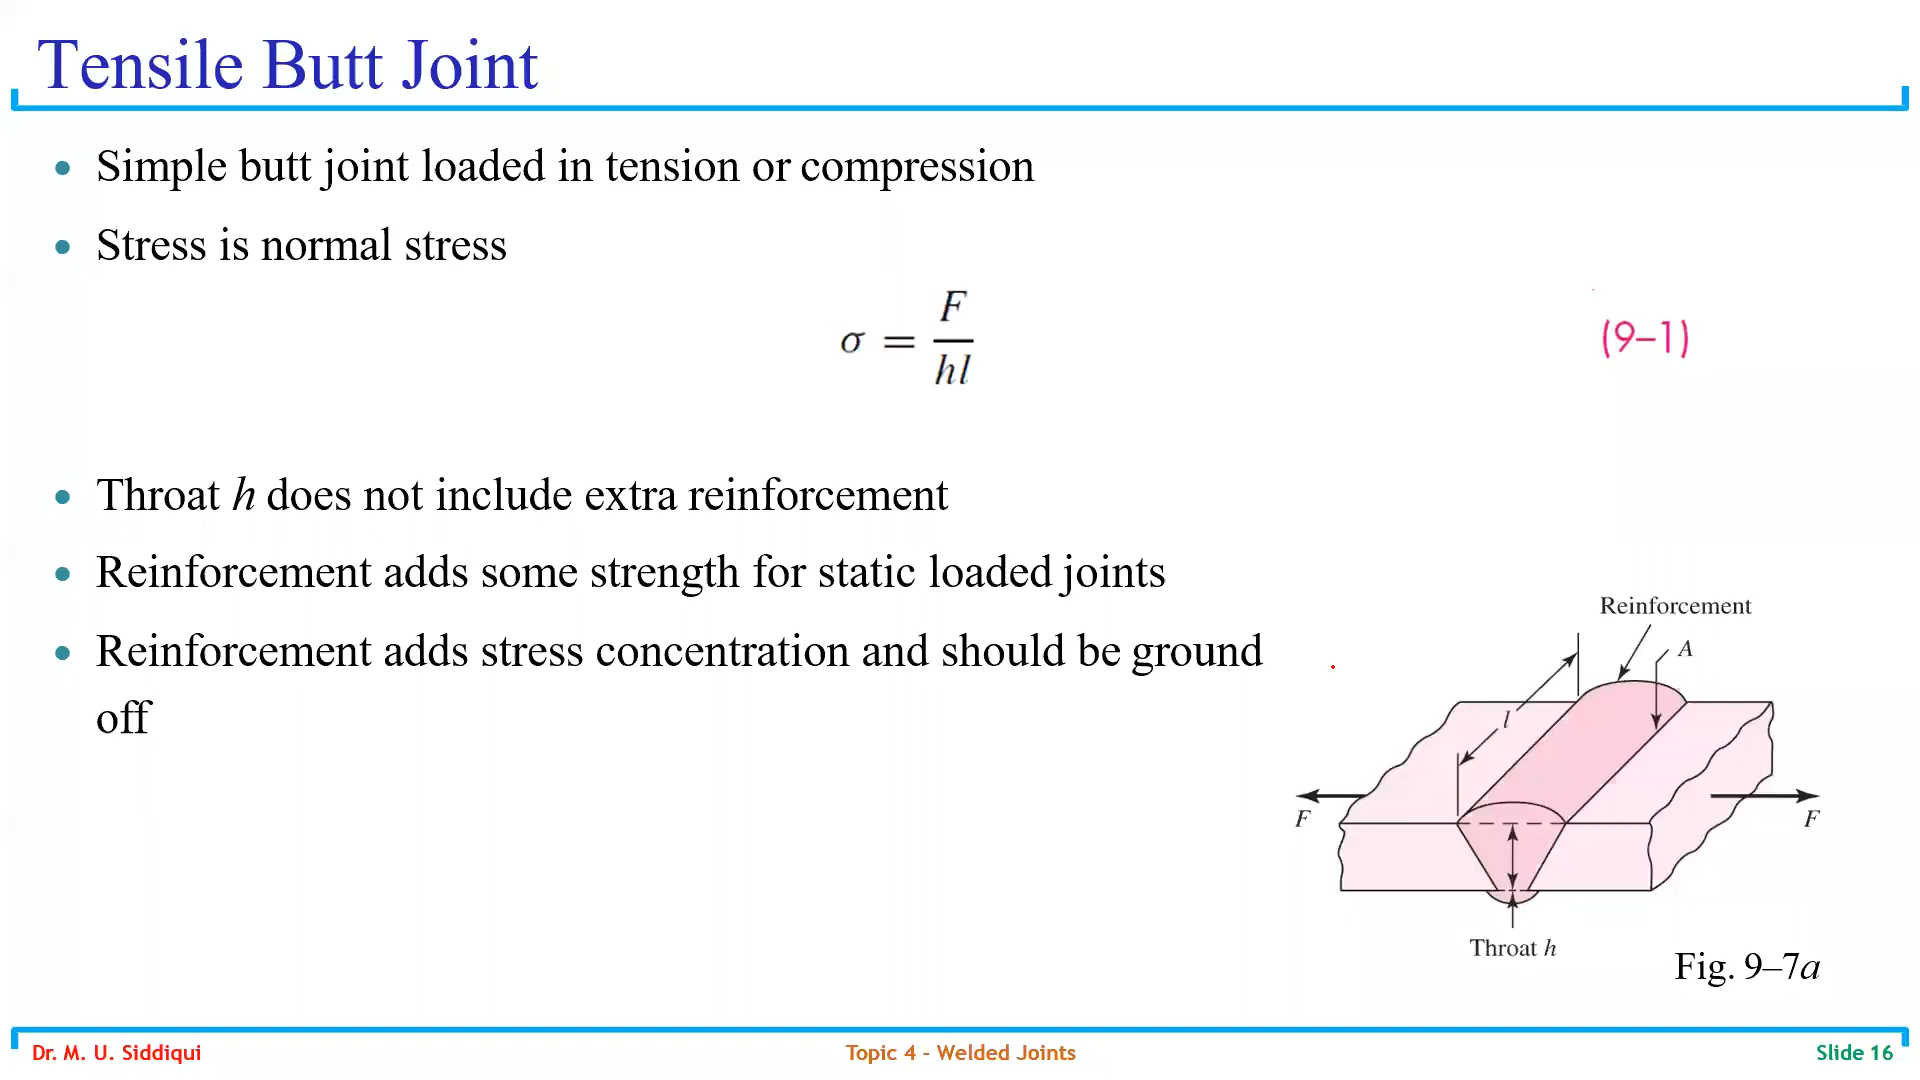 Tensile Butt Joint
• Simple butt joint loaded in tension or compression
• Stress is normal stress
σ = F / hl
(9–1)
• Throat h does not include extra reinforcement
• Reinforcement adds some strength for static loaded joints
• Reinforcement adds stress concentration and should be ground
off
Reinforcement
A
l
F
F
Throat h
Fig. 9–7a
Dr. M. U. Siddiqui
Topic 4 - Welded Joints
Slide 16